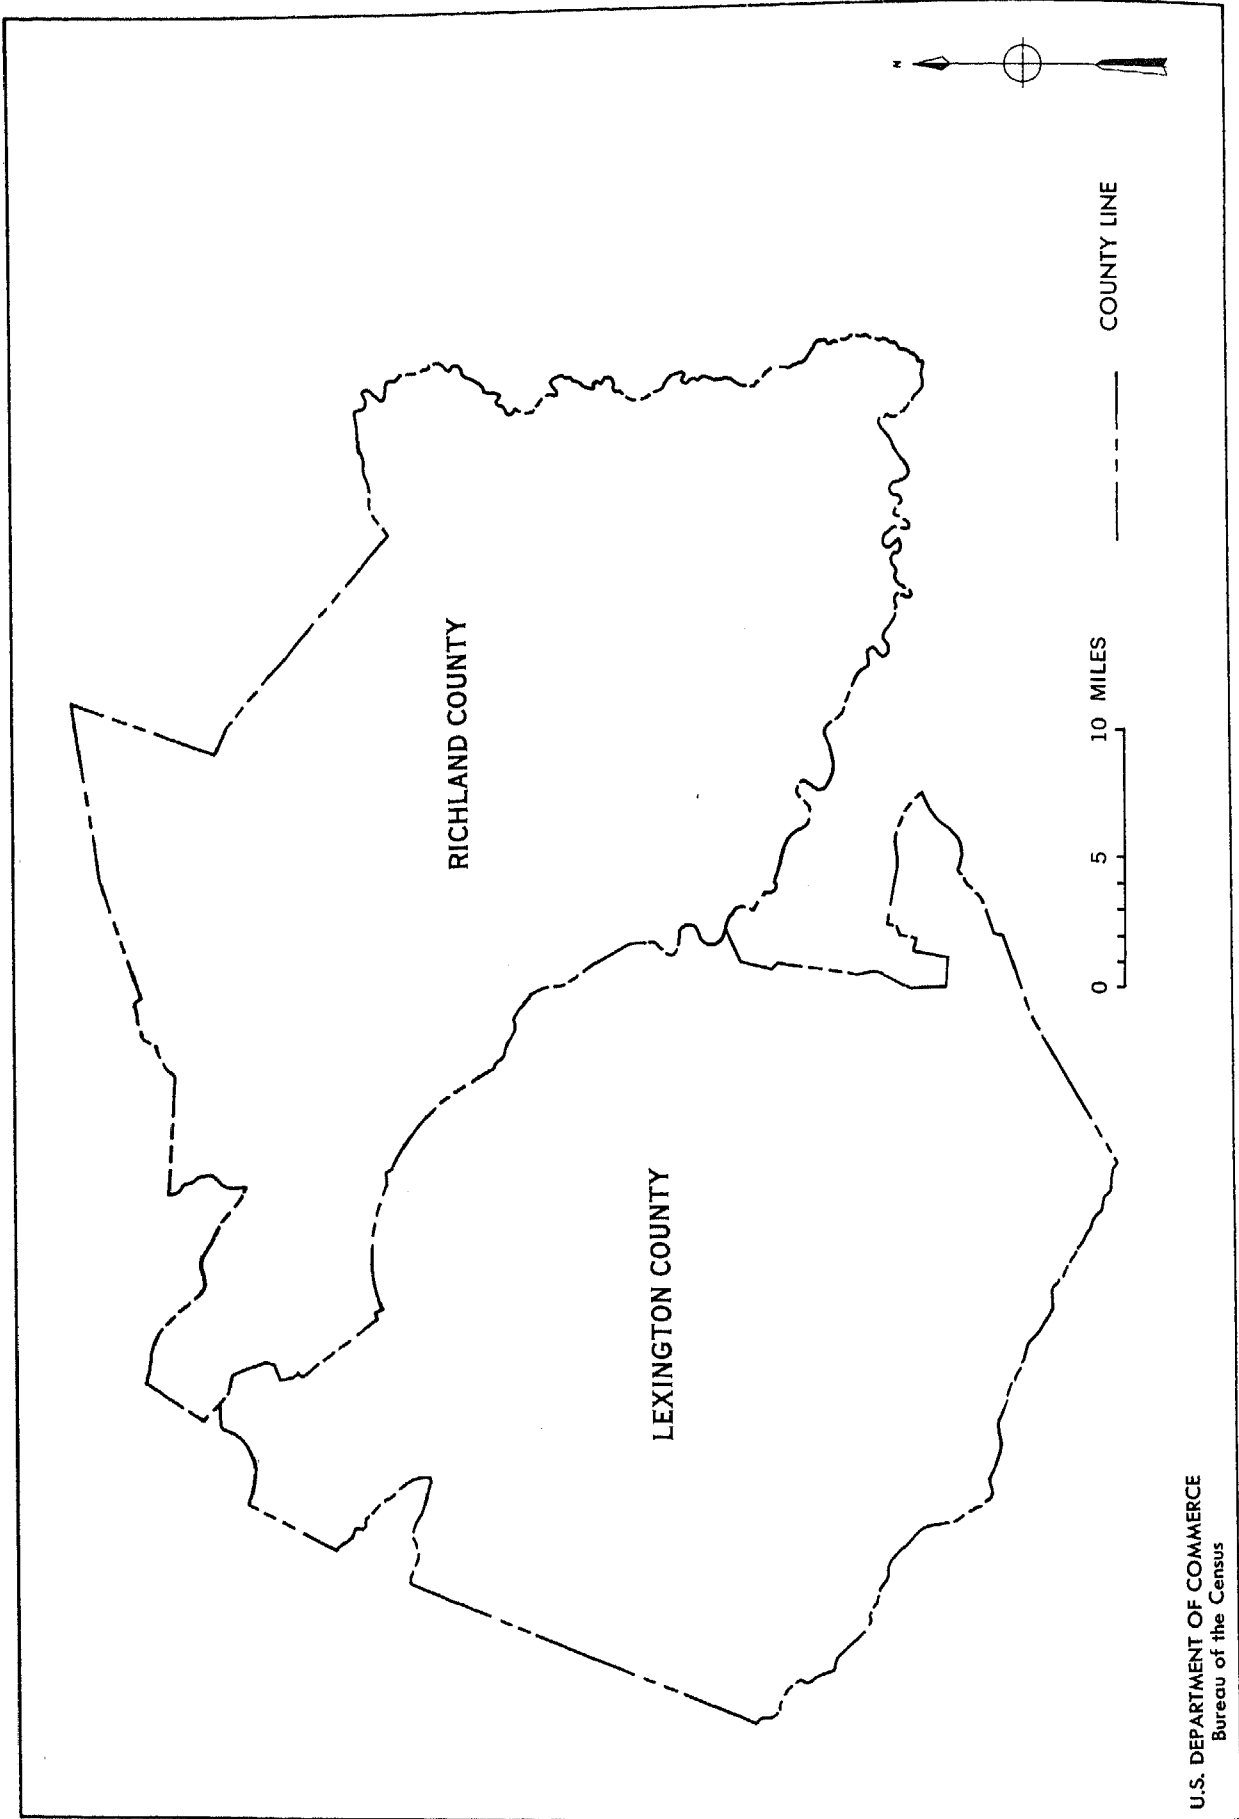 N
RICHLAND COUNTY
LEXINGTON COUNTY
0 5 10 MILES
COUNTY LINE
U.S. DEPARTMENT OF COMMERCE
Bureau of the Census